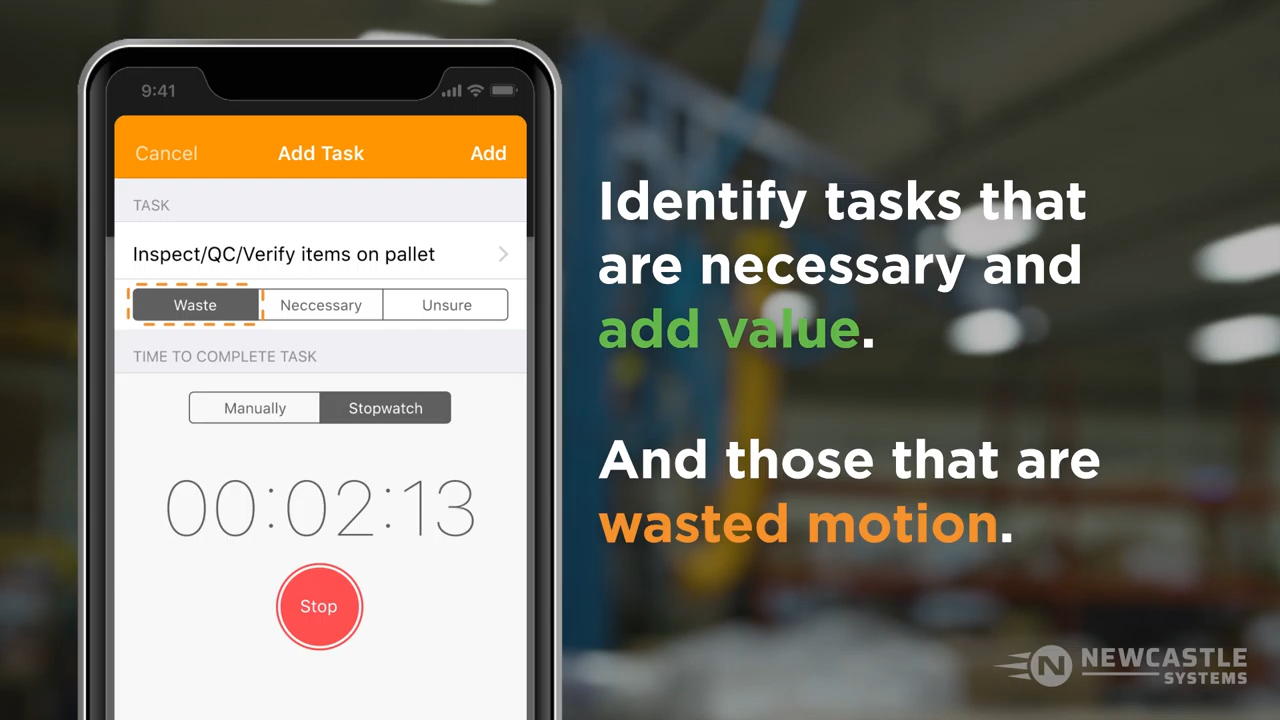 9:41
Cancel Add Task Add
TASK
Inspect/QC/Verify items on pallet
Waste Neccessary Unsure
TIME TO COMPLETE TASK
Manually Stopwatch
00:02:13
Stop
Identify tasks that
are necessary and
add value.
And those that are
wasted motion.
N NEWCASTLE
SYSTEMS